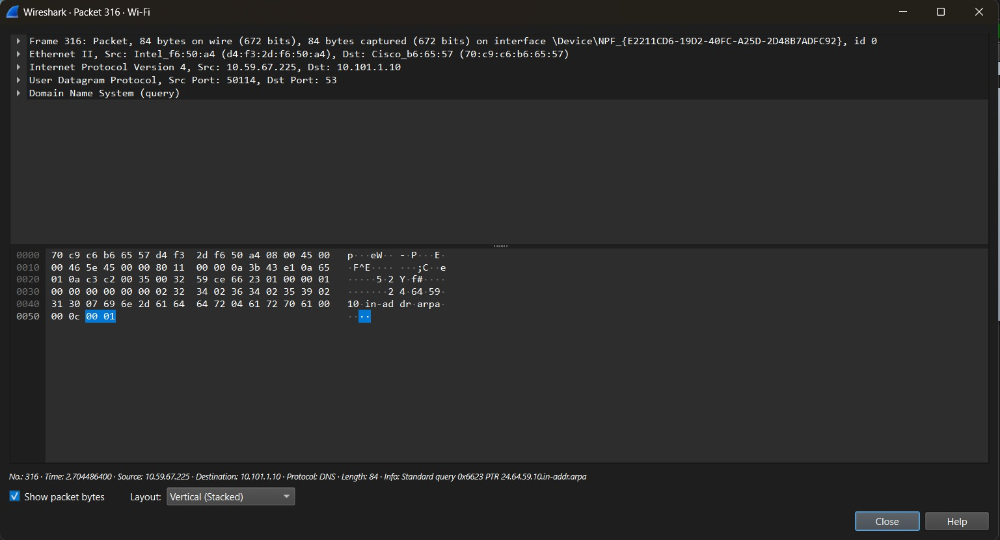 Wireshark · Packet 316 · Wi-Fi
Frame 316: Packet, 84 bytes on wire (672 bits), 84 bytes captured (672 bits) on interface \Device\NPF_{E2211CD6-19D2-40FC-A25D-2D48B7ADFC92}, id 0
Ethernet II, Src: Intel_f6:50:a4 (d4:f3:2d:f6:50:a4), Dst: Cisco_b6:65:57 (70:c9:c6:b6:65:57)
Internet Protocol Version 4, Src: 10.59.67.225, Dst: 10.101.1.10
User Datagram Protocol, Src Port: 50114, Dst Port: 53
Domain Name System (query)
0000 70 c9 c6 b6 65 57 d4 f3 2d f6 50 a4 08 00 45 00 p···eW·· -·P···E·
0010 00 46 5e 45 00 00 80 11 00 00 0a 3b 43 e1 0a 65 ·F^E···· ···;C··e
0020 01 0a c3 c2 00 35 00 32 59 ce 66 23 01 00 00 01 ·····5·2 Y·f#····
0030 00 00 00 00 00 00 02 32 34 02 36 34 02 35 39 02 ·······2 4·64·59·
0040 31 30 07 69 6e 2d 61 64 64 72 04 61 72 70 61 00 10·in-ad dr·arpa·
0050 00 0c 00 01 ····
No.: 316 · Time: 2.704486400 · Source: 10.59.67.225 · Destination: 10.101.1.10 · Protocol: DNS · Length: 84 · Info: Standard query 0x6623 PTR 24.64.59.10.in-addr.arpa
Show packet bytes Layout: Vertical (Stacked)
Close Help